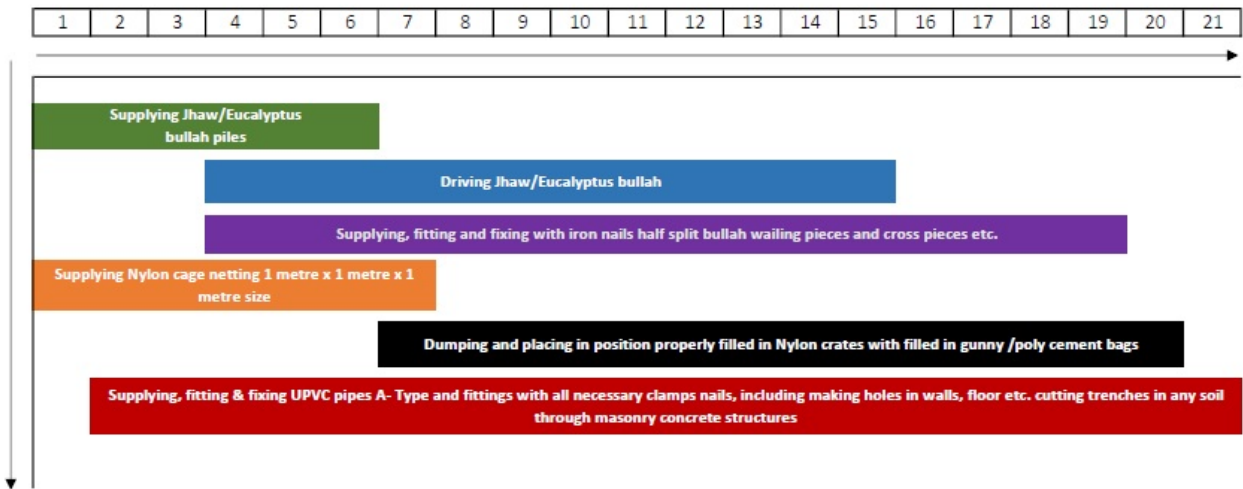 1 2 3 4 5 6 7 8 9 10 11 12 13 14 15 16 17 18 19 20 21
Supplying Jhaw/Eucalyptus
bullah piles
Driving Jhaw/Eucalyptus bullah
Supplying, fitting and fixing with iron nails half split bullah wailing pieces and cross pieces etc.
Supplying Nylon cage netting 1 metre x 1 metre x 1
metre size
Dumping and placing in position properly filled in Nylon crates with filled in gunny /poly cement bags
Supplying, fitting & fixing UPVC pipes A- Type and fittings with all necessary clamps nails, including making holes in walls, floor etc. cutting trenches in any soil
through masonry concrete structures